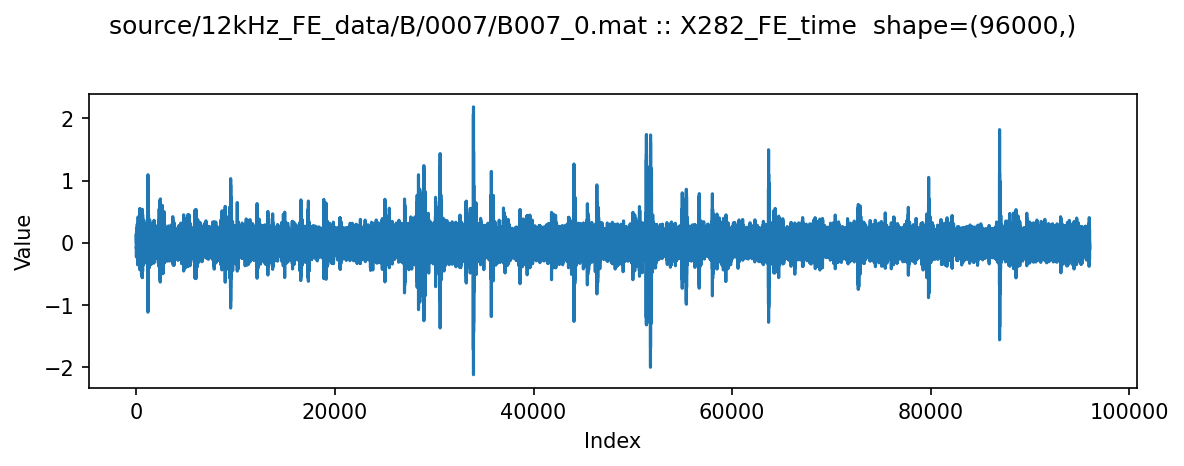 source/12kHz_FE_data/B/0007/B007_0.mat :: X282_FE_time  shape=(96000,)
2
1
0
−1
−2
Value
0 20000 40000 60000 80000 100000
Index